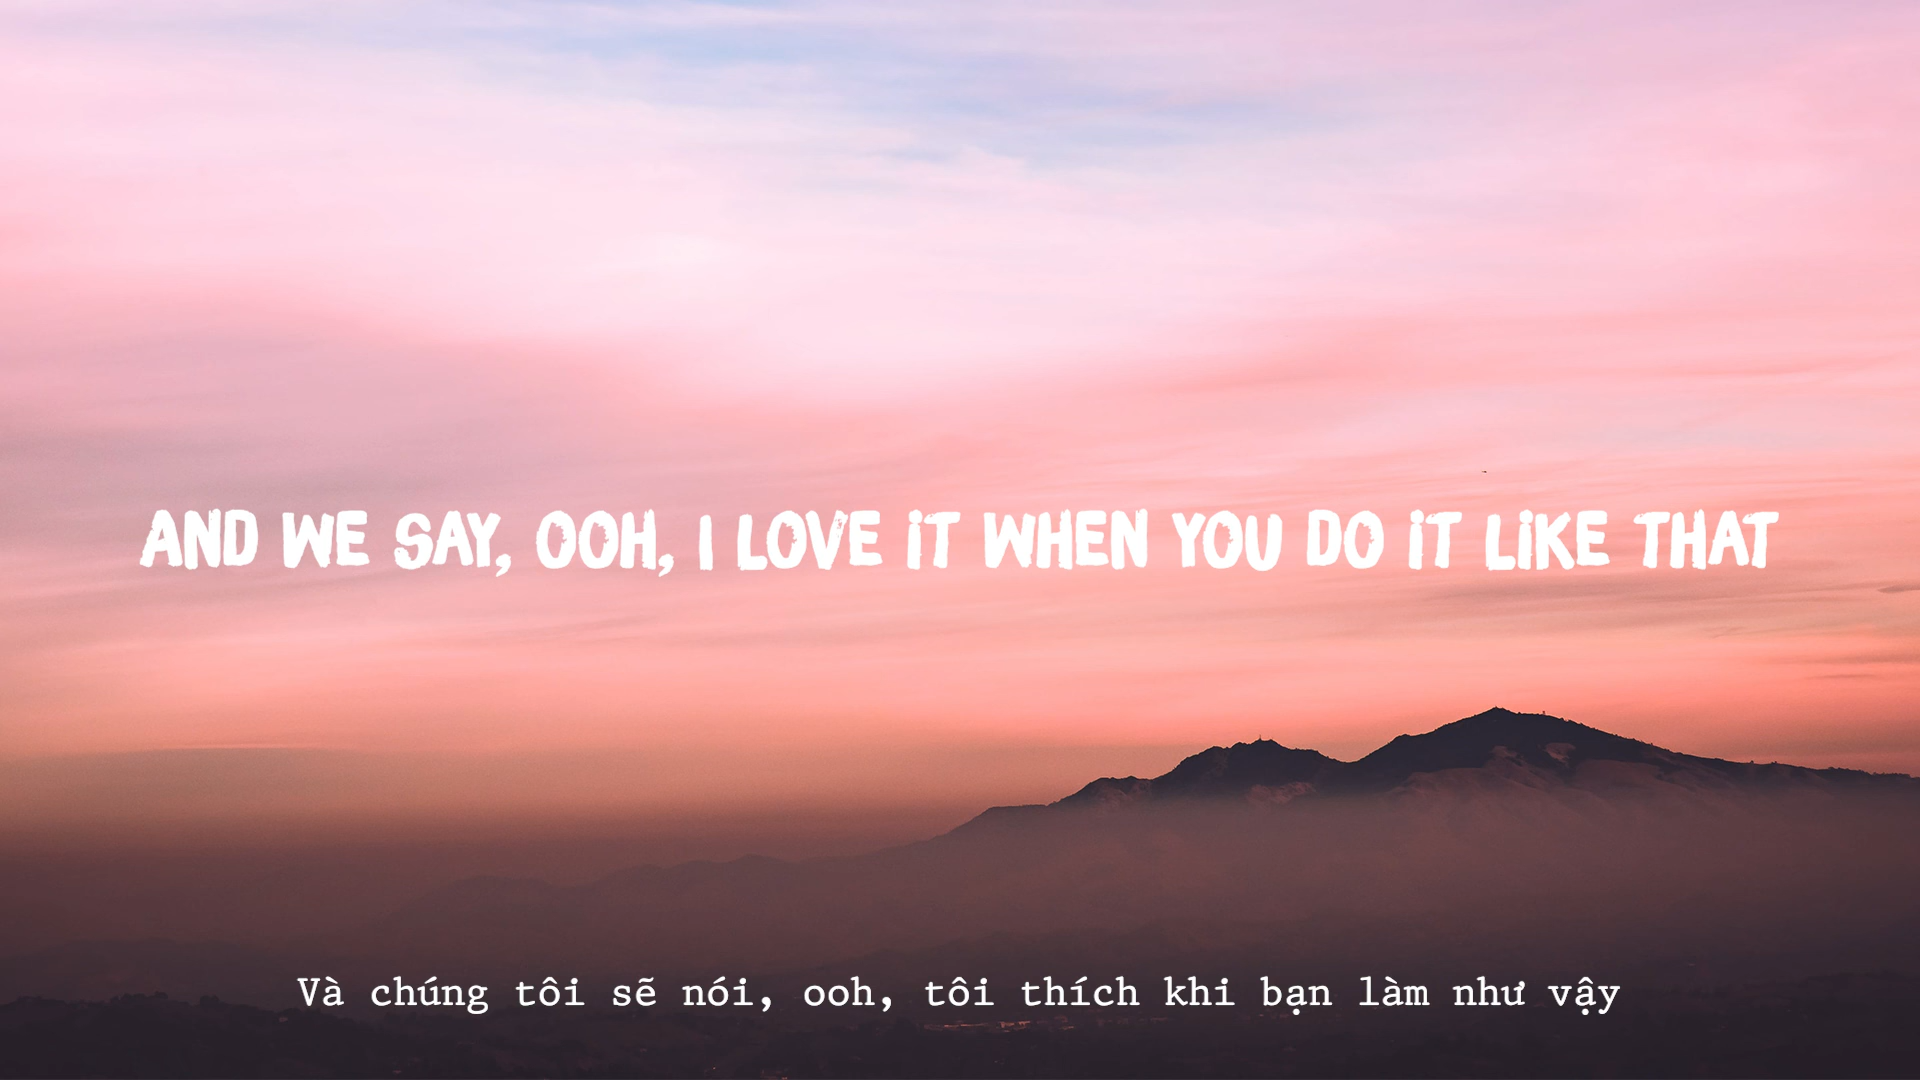 AND WE SAY, OOH, I LOVE IT WHEN YOU DO IT LIKE THAT
Và chúng tôi sẽ nói, ooh, tôi thích khi bạn làm như vậy